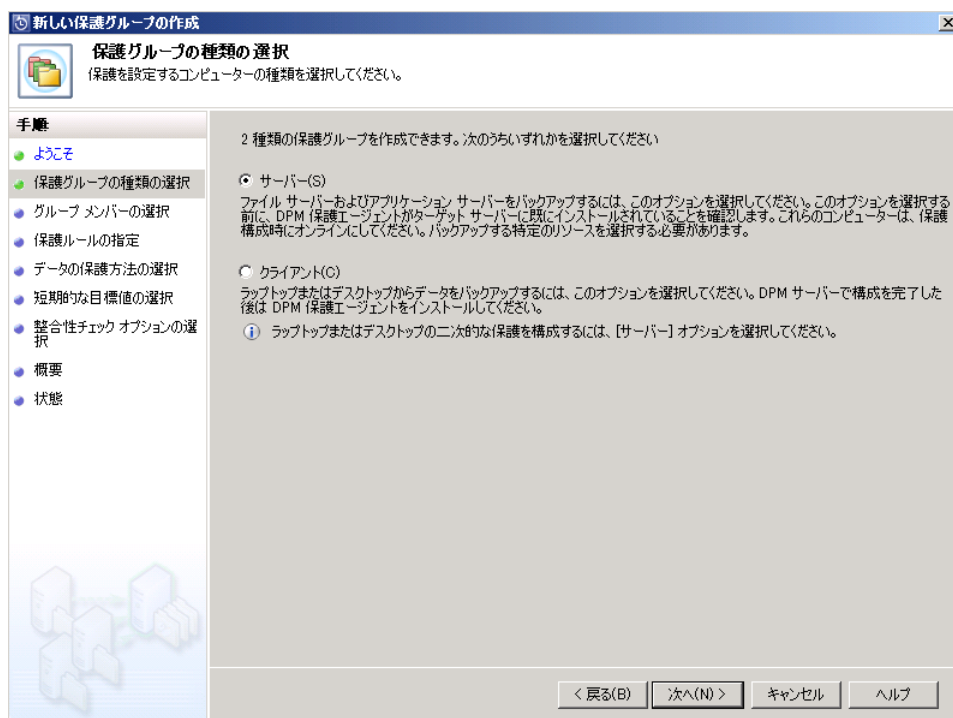 新しい保護グループの作成
保護グループの種類の選択
保護を設定するコンピューターの種類を選択してください。
手順
ようこそ
保護グループの種類の選択
グループ メンバーの選択
保護ルールの指定
データの保護方法の選択
短期的な目標値の選択
整合性チェック オプションの選
択
概要
状態
2 種類の保護グループを作成できます。次のうちいずれかを選択してください
サーバー(S)
ファイル サーバーおよびアプリケーション サーバーをバックアップするには、このオプションを選択してください。このオプションを選択する
前に、DPM 保護エージェントがターゲット サーバーに既にインストールされていることを確認します。これらのコンピューターは、保護
構成時にオンラインにしてください。バックアップする特定のリソースを選択する必要があります。
クライアント(C)
ラップトップまたはデスクトップからデータをバックアップするには、このオプションを選択してください。DPM サーバーで構成を完了した
後は DPM 保護エージェントをインストールしてください。
ラップトップまたはデスクトップの二次的な保護を構成するには、[サーバー] オプションを選択してください。
< 戻る(B)
次へ(N) >
キャンセル
ヘルプ